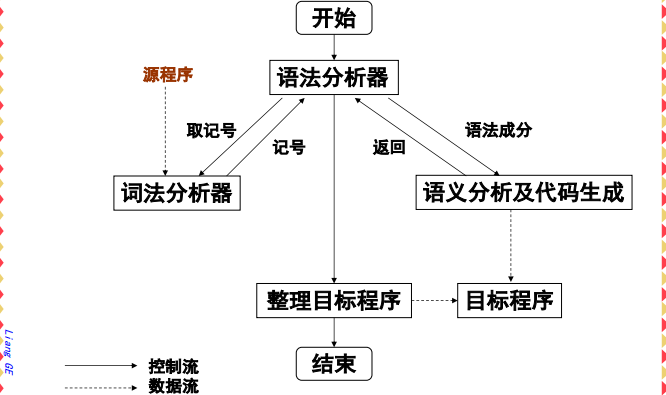 开始
语法分析器
源程序
取记号
记号
返回
语法成分
词法分析器
语义分析及代码生成
整理目标程序
目标程序
结束
控制流
数据流
Liang GE